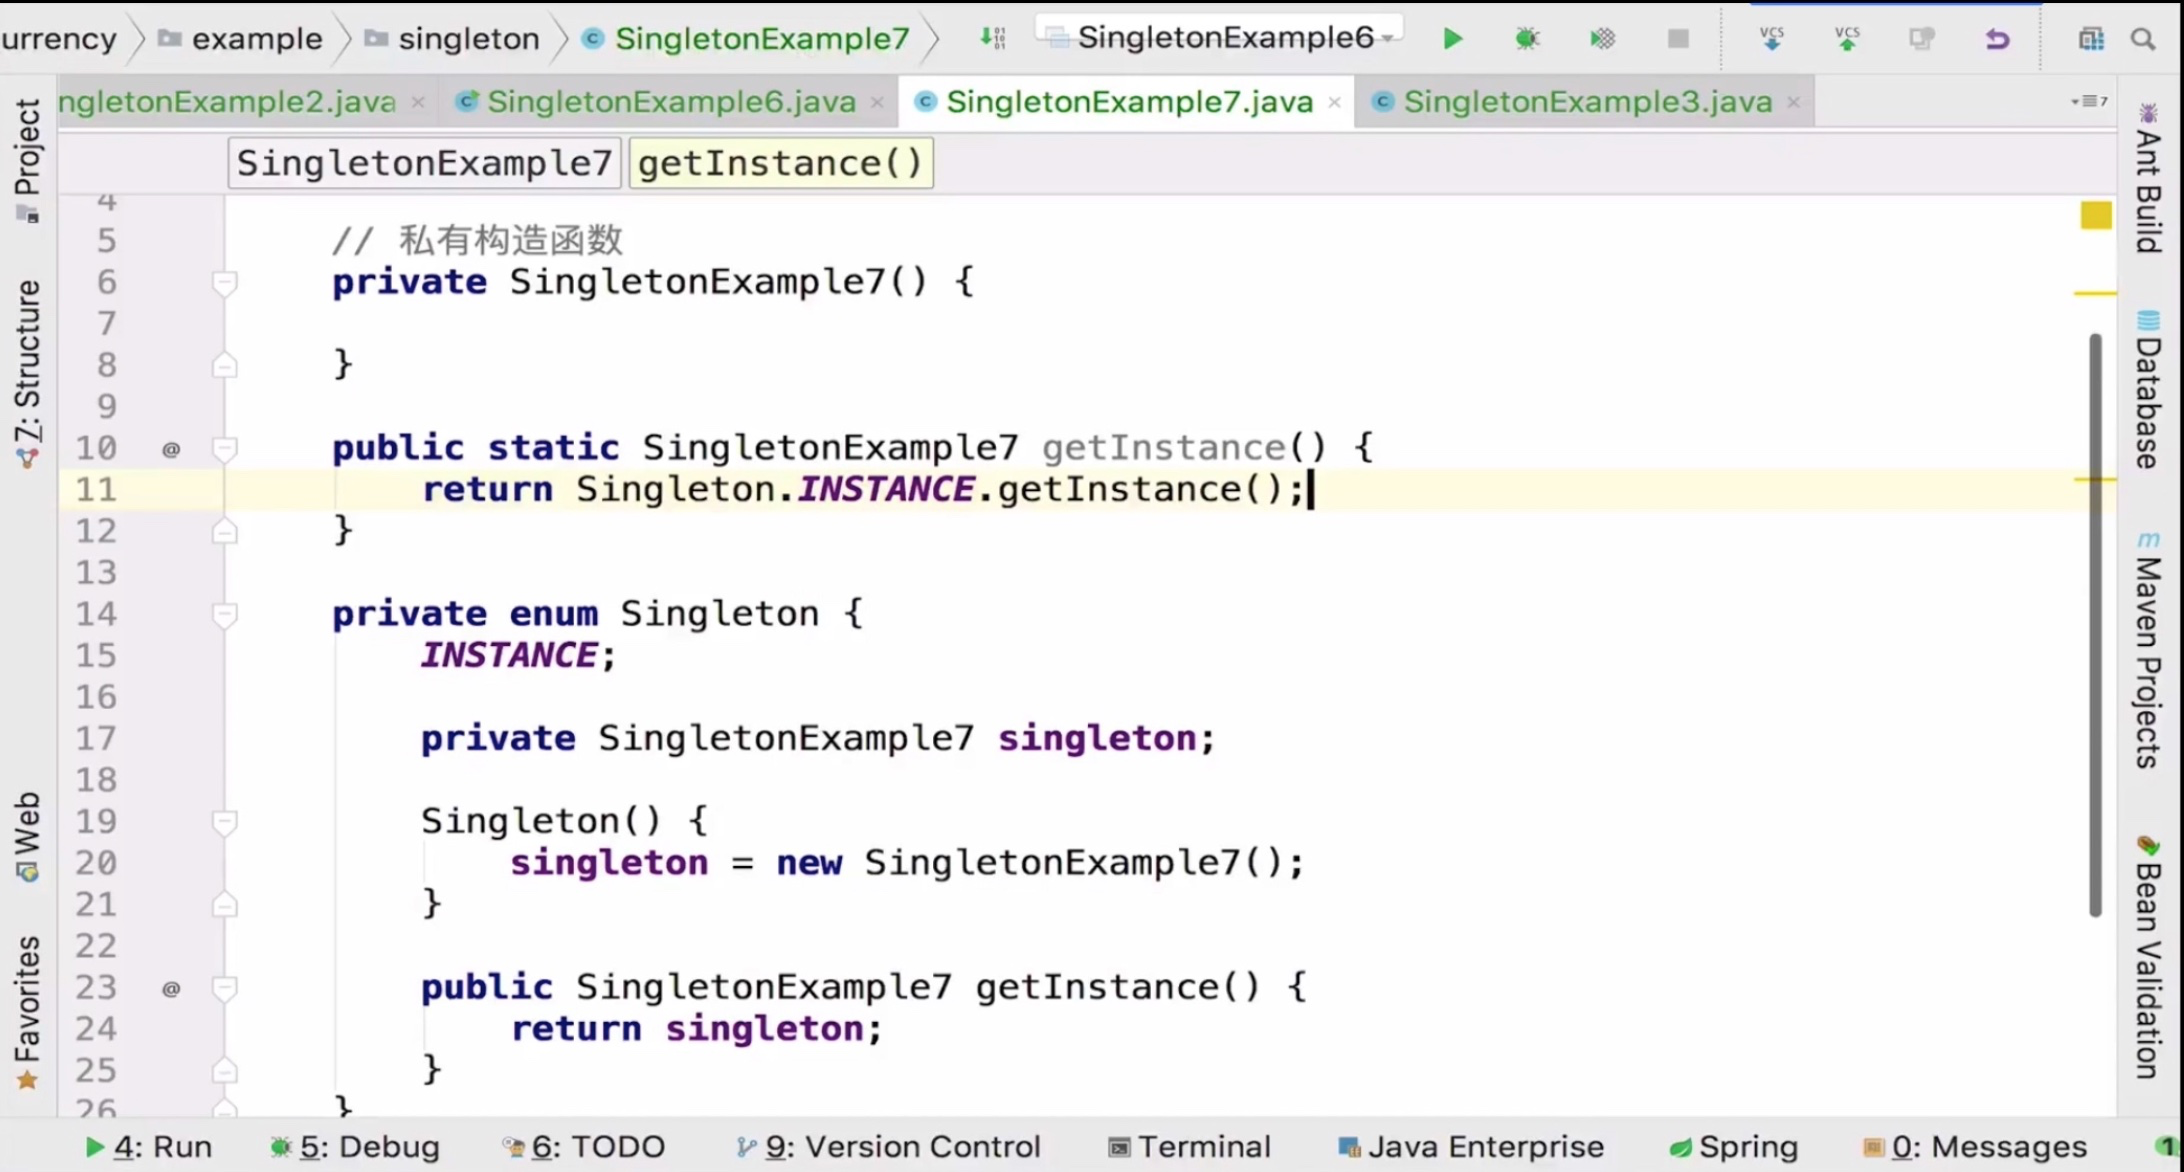 urrency example singleton SingletonExample7 SingletonExample6 VCS VCS
ngletonExample2.java SingletonExample6.java SingletonExample7.java SingletonExample3.java 7
SingletonExample7 getInstance()
4
5 // 私有构造函数
6 private SingletonExample7() {
7
8 }
9
10 @ public static SingletonExample7 getInstance() {
11 return Singleton.INSTANCE.getInstance();
12 }
13
14 private enum Singleton {
15 INSTANCE;
16
17 private SingletonExample7 singleton;
18
19 Singleton() {
20 singleton = new SingletonExample7();
21 }
22
23 @ public SingletonExample7 getInstance() {
24 return singleton;
25 }
26 }
Project
7: Structure
Web
Favorites
Ant Build
Database
m Maven Projects
Bean Validation
4: Run 5: Debug 6: TODO 9: Version Control Terminal Java Enterprise Spring 0: Messages 1